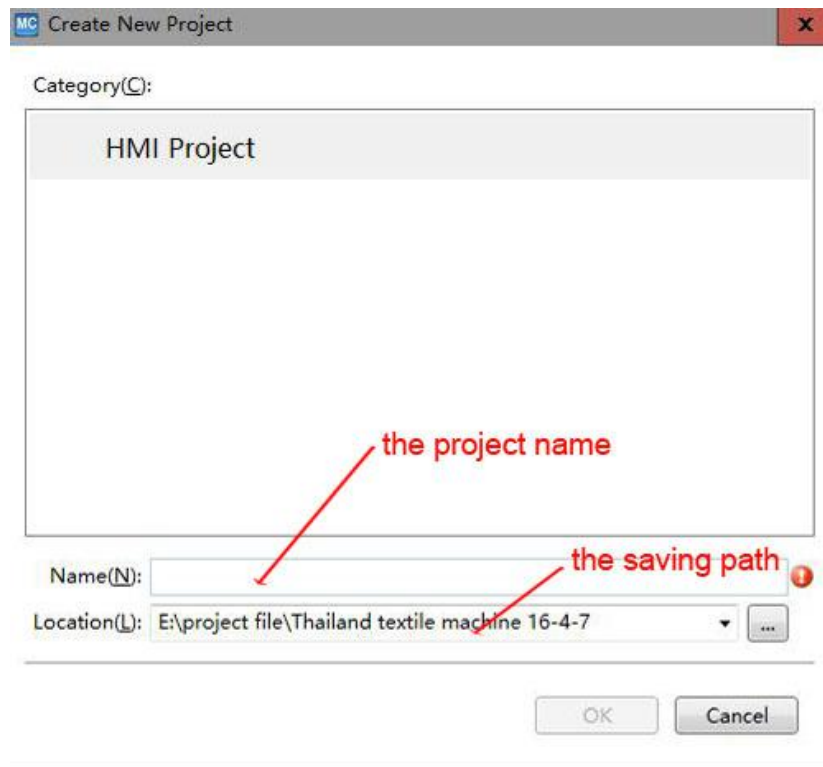 MC Create New Project x
Category(C):
HMI Project
the project name
the saving path
Name(N):
Location(L): E:\project file\Thailand textile machine 16-4-7 ...
OK Cancel